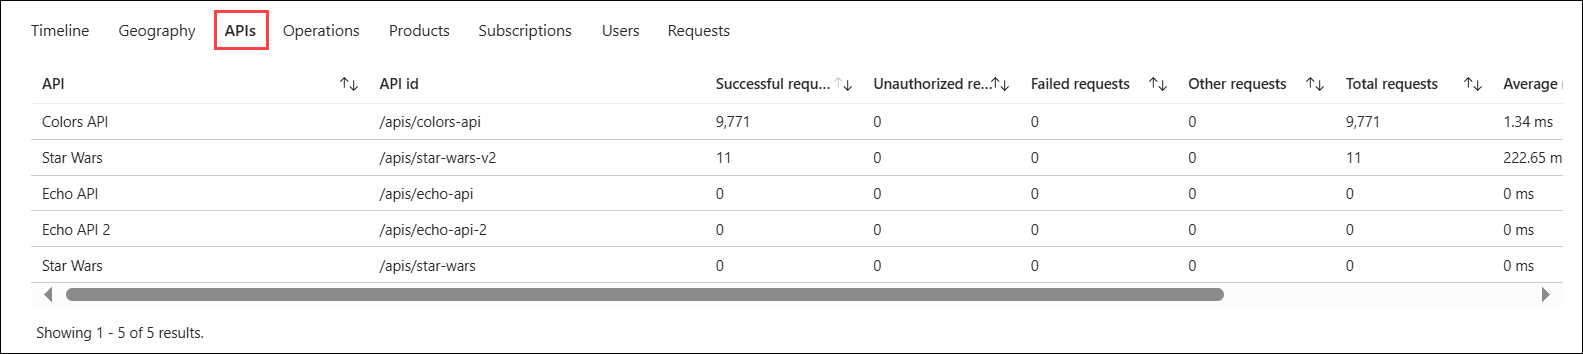 Timeline Geography APIs Operations Products Subscriptions Users Requests
API API id Successful requ... Unauthorized re... Failed requests Other requests Total requests Average
Colors API /apis/colors-api 9,771 0 0 0 9,771 1.34 ms
Star Wars /apis/star-wars-v2 11 0 0 0 11 222.65 m
Echo API /apis/echo-api 0 0 0 0 0 0 ms
Echo API 2 /apis/echo-api-2 0 0 0 0 0 0 ms
Star Wars /apis/star-wars 0 0 0 0 0 0 ms
Showing 1 - 5 of 5 results.